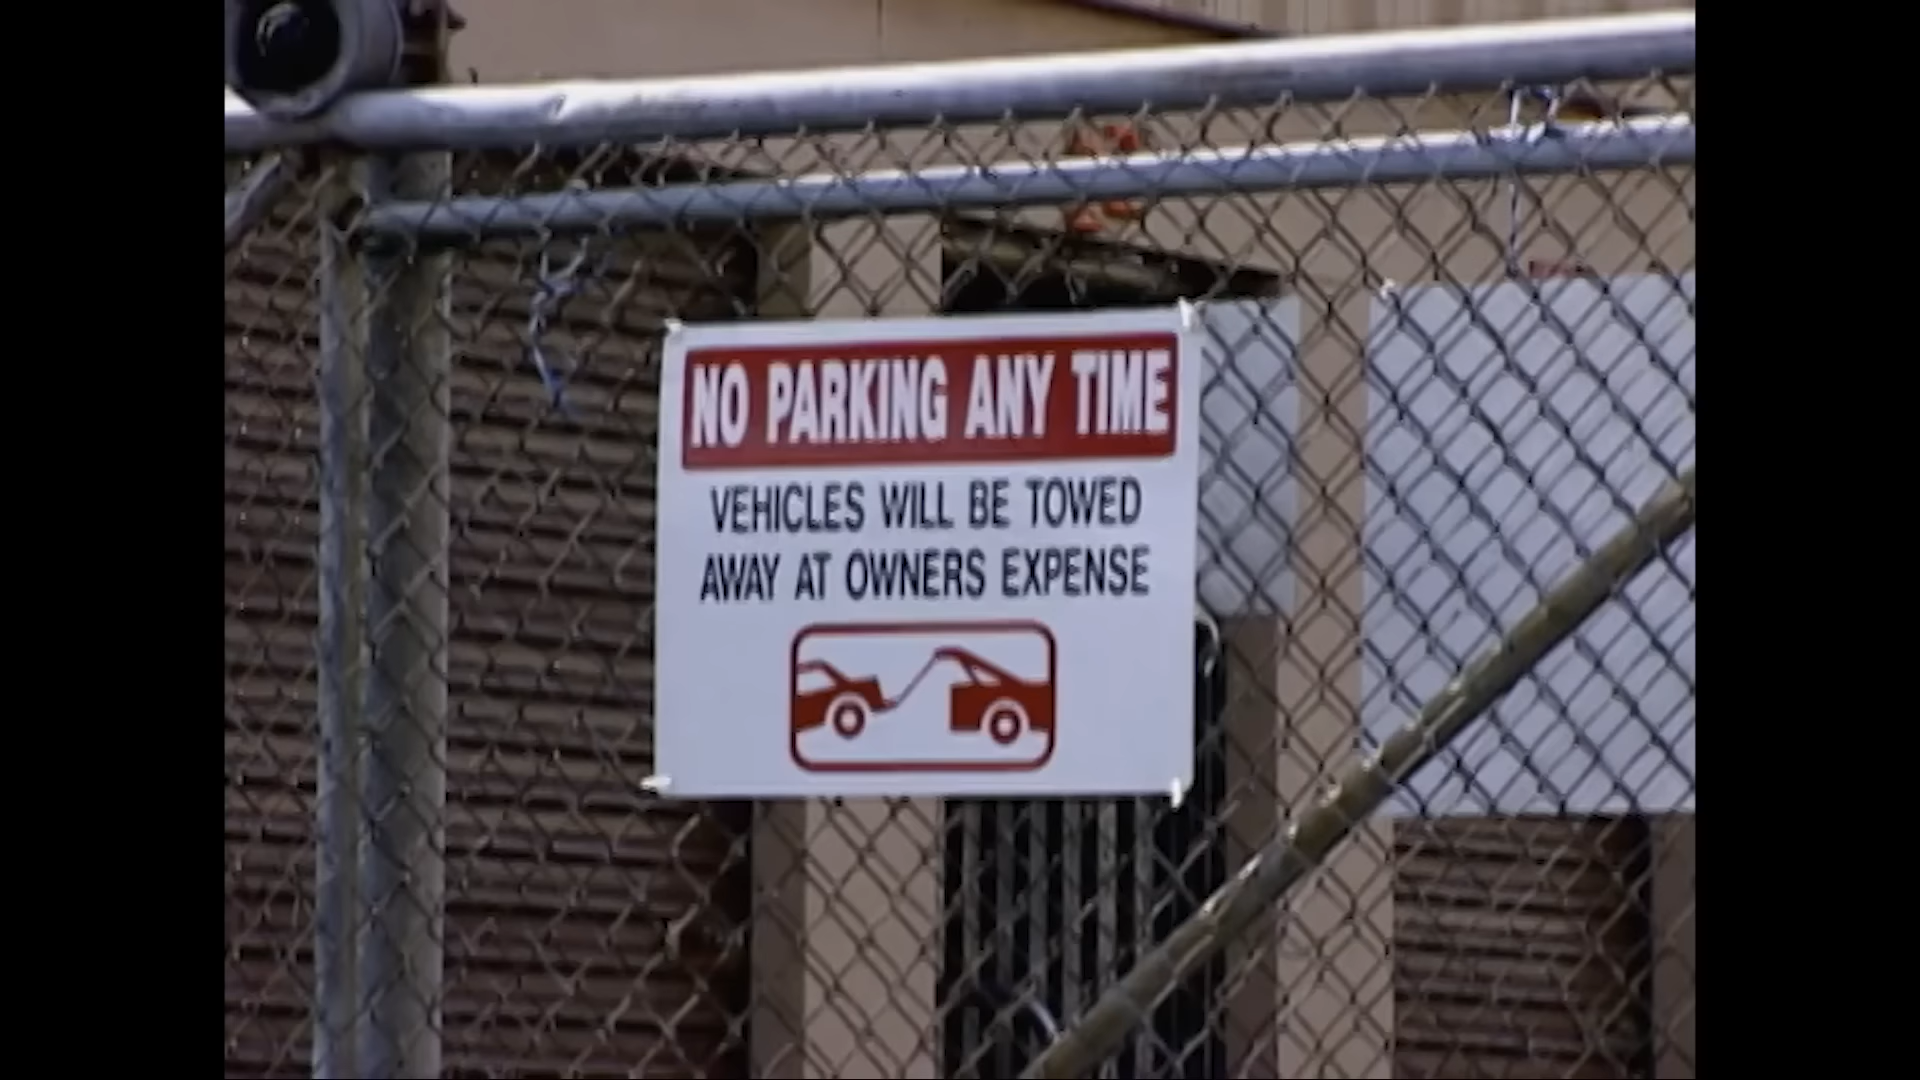 NO PARKING ANY TIME
VEHICLES WILL BE TOWED
AWAY AT OWNERS EXPENSE